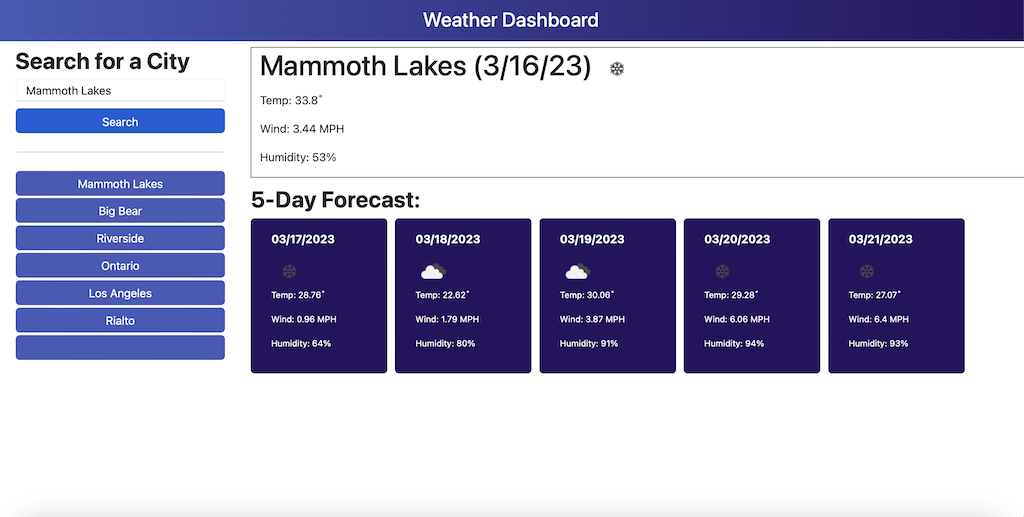 Weather Dashboard
Search for a City
Mammoth Lakes
Search
Mammoth Lakes
Big Bear
Riverside
Ontario
Los Angeles
Rialto
Mammoth Lakes (3/16/23)
Temp: 33.8˚
Wind: 3.44 MPH
Humidity: 53%
5-Day Forecast:
03/17/2023
Temp: 28.76˚
Wind: 0.96 MPH
Humidity: 64%
03/18/2023
Temp: 22.62˚
Wind: 1.79 MPH
Humidity: 80%
03/19/2023
Temp: 30.06˚
Wind: 3.87 MPH
Humidity: 91%
03/20/2023
Temp: 29.28˚
Wind: 6.06 MPH
Humidity: 94%
03/21/2023
Temp: 27.07˚
Wind: 6.4 MPH
Humidity: 93%